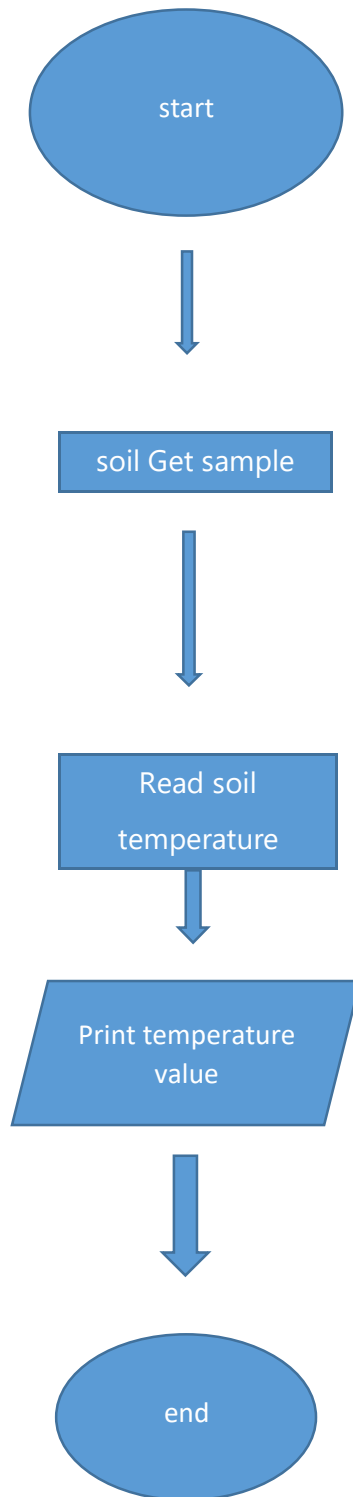 start
soil Get sample
Read soil
temperature
Print temperature
value
end